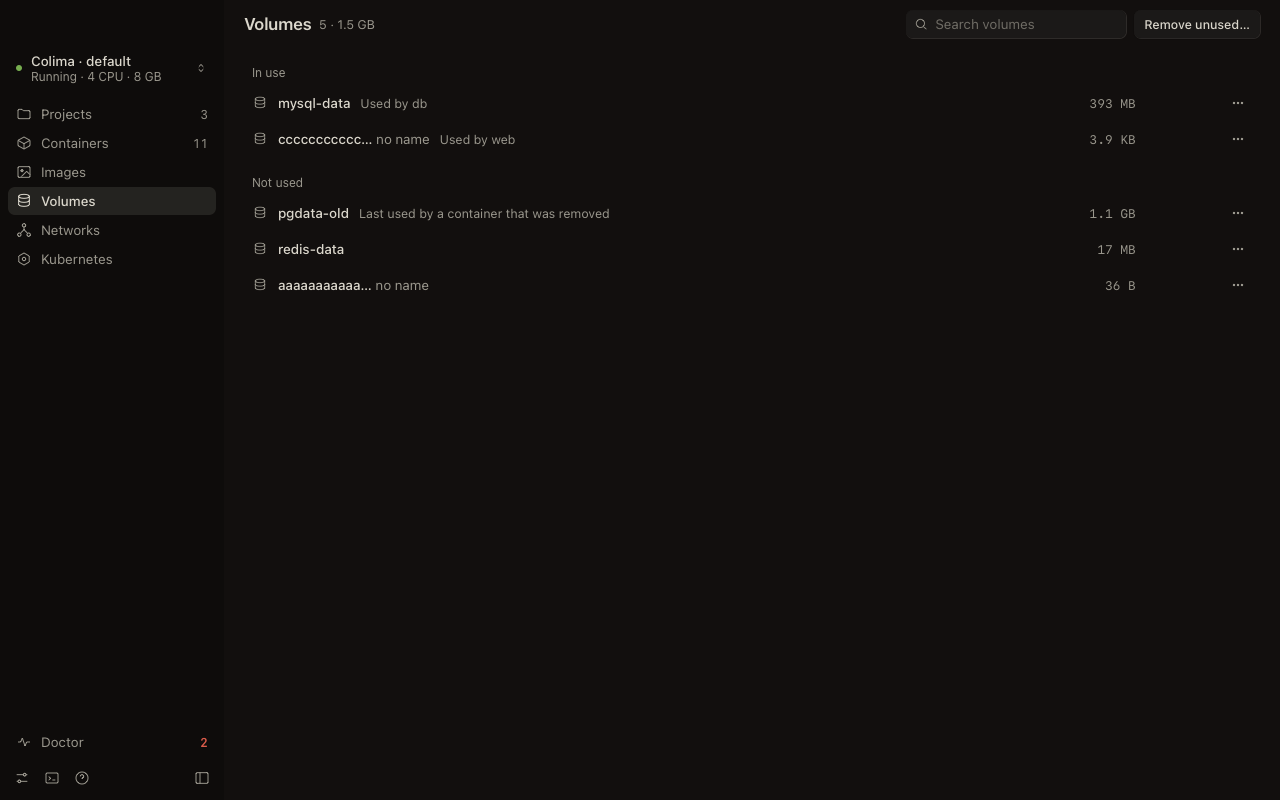 Volumes 5 · 1.5 GB
Search volumes
Remove unused...
Colima · default
Running · 4 CPU · 8 GB
Projects 3
Containers 11
Images
Volumes
Networks
Kubernetes
In use
mysql-data Used by db 393 MB
ccccccccccc... no name Used by web 3.9 KB
Not used
pgdata-old Last used by a container that was removed 1.1 GB
redis-data 17 MB
aaaaaaaaaaa... no name 36 B
Doctor 2